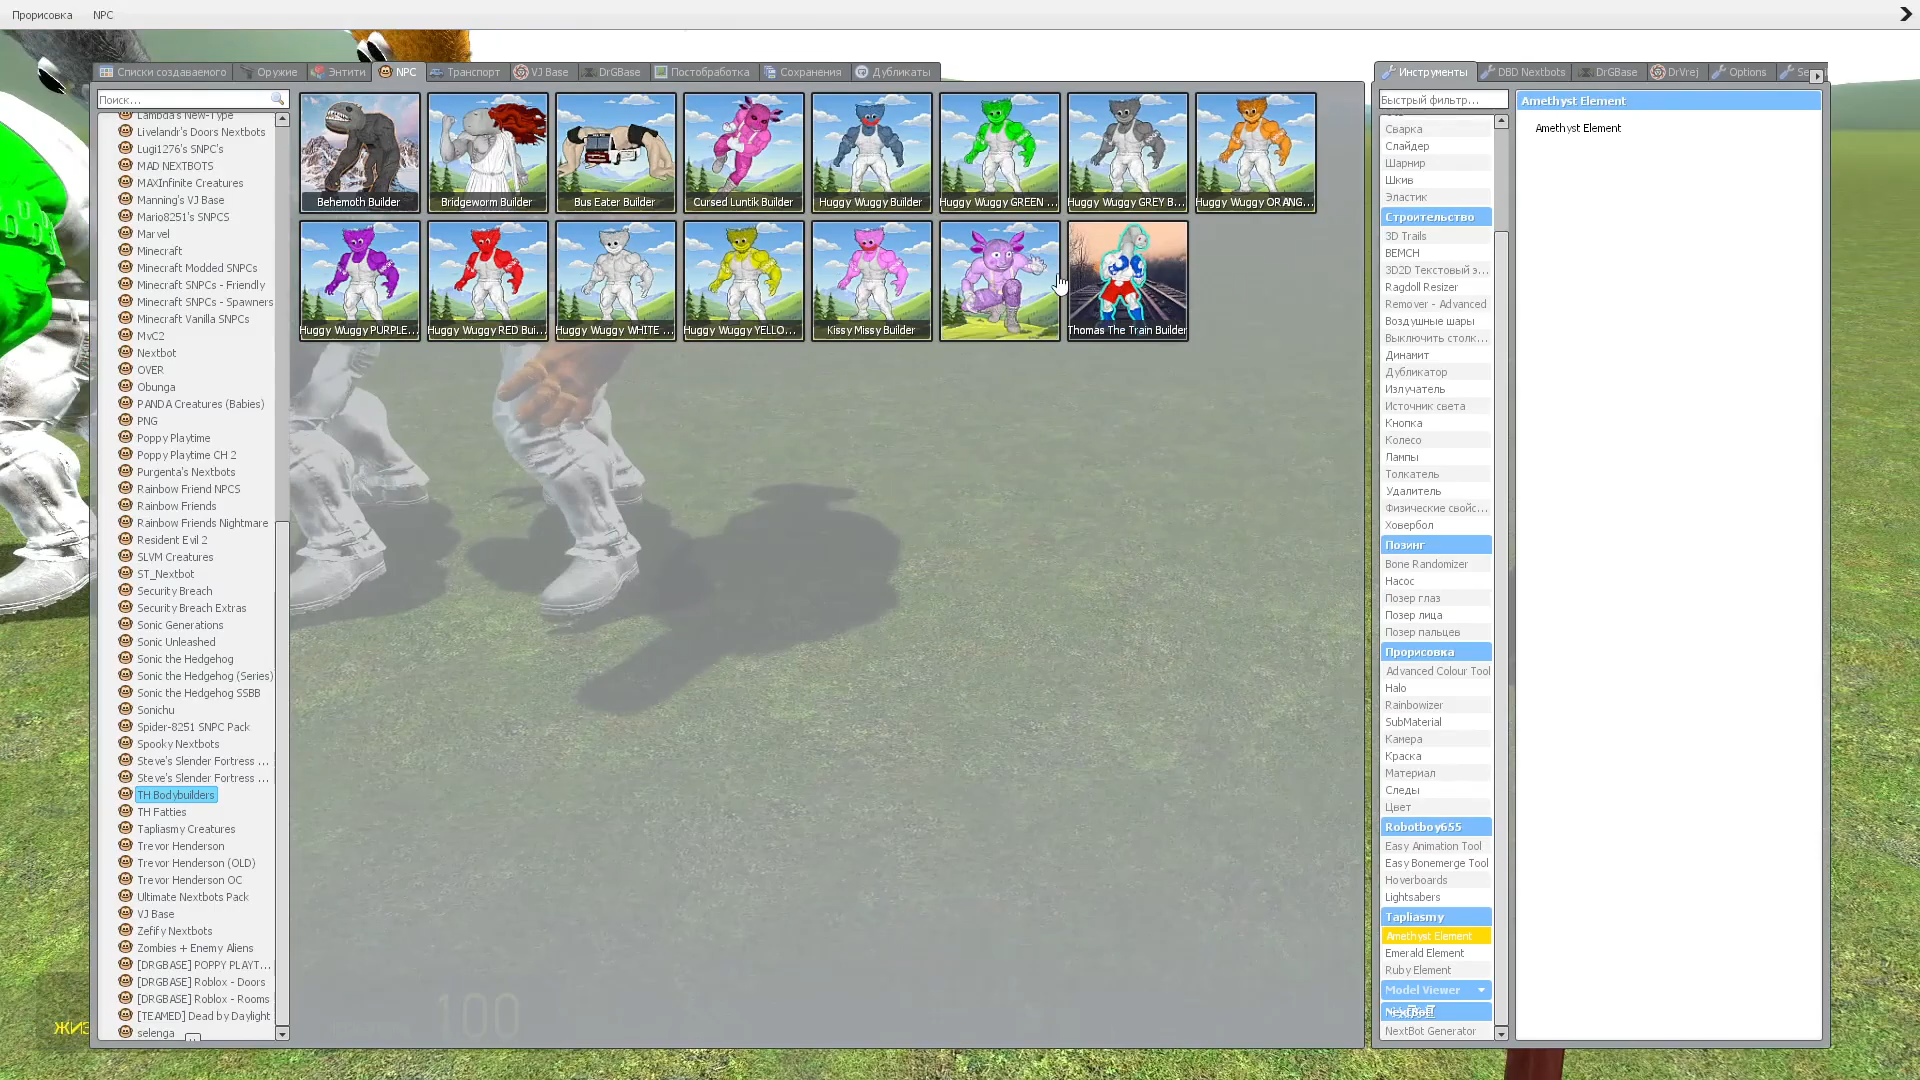 Прорисовка NPC
Списки создаваемого Оружие Энтити NPC Транспорт VJ Base DrGBase Постобработка Сохранения Дубликаты
Инструменты DBD Nextbots DrGBase DrVrej Options
Поиск...
Lambda's New-Type
Livelandr's Doors Nextbots
Lugi1276's SNPC's
MAD NEXTBOTS
MAXInfinite Creatures
Manning's VJ Base
Mario8251's SNPCS
Marvel
Minecraft
Minecraft Modded SNPCs
Minecraft SNPCs - Friendly
Minecraft SNPCs - Spawners
Minecraft Vanilla SNPCs
MvC2
Nextbot
OVER
Obunga
PANDA Creatures (Babies)
PNG
Poppy Playtime
Poppy Playtime CH 2
Purgenta's Nextbots
Rainbow Friend NPCS
Rainbow Friends
Rainbow Friends Nightmare
Resident Evil 2
SLVM Creatures
ST_Nextbot
Security Breach
Security Breach Extras
Sonic Generations
Sonic Unleashed
Sonic the Hedgehog
Sonic the Hedgehog (Series)
Sonic the Hedgehog SSBB
Sonichu
Spider-8251 SNPC Pack
Spooky Nextbots
Steve's Slender Fortress ...
Steve's Slender Fortress ...
TH Bodybuilders
TH Fatties
Tapliasmy Creatures
Trevor Henderson
Trevor Henderson (OLD)
Trevor Henderson OC
Ultimate Nextbots Pack
VJ Base
Zefify Nextbots
Zombies + Enemy Aliens
[DRGBASE] POPPY PLAYT...
[DRGBASE] Roblox - Doors
[DRGBASE] Roblox - Rooms
[TEAMED] Dead by Daylight
selenga
Behemoth Builder
Bridgeworm Builder
Bus Eater Builder
Cursed Luntik Builder
Huggy Wuggy Builder
Huggy Wuggy GREEN ...
Huggy Wuggy GREY B...
Huggy Wuggy ORANG...
Huggy Wuggy PURPLE...
Huggy Wuggy RED Bui...
Huggy Wuggy WHITE ...
Huggy Wuggy YELLO...
Kissy Missy Builder
Thomas The Train Builder
100
ЖИЗ
Быстрый фильтр...
Сварка
Слайдер
Шарнир
Шкив
Эластик
Строительство
3D Trails
BEMCH
3D2D Текстовый э...
Ragdoll Resizer
Remover - Advanced
Воздушные шары
Выключить столк...
Динамит
Дубликатор
Излучатель
Источник света
Кнопка
Колесо
Лампы
Толкатель
Удалитель
Физические свойс...
Ховербол
Позинг
Bone Randomizer
Насос
Позер глаз
Позер лица
Позер пальцев
Прорисовка
Advanced Colour Tool
Halo
Rainbowizer
SubMaterial
Камера
Краска
Материал
Следы
Цвет
Robotboy655
Easy Animation Tool
Easy Bonemerge Tool
Hoverboards
Lightsabers
Tapliasmy
Amethyst Element
Emerald Element
Ruby Element
Model Viewer
NextBot Generator
Amethyst Element
Amethyst Element